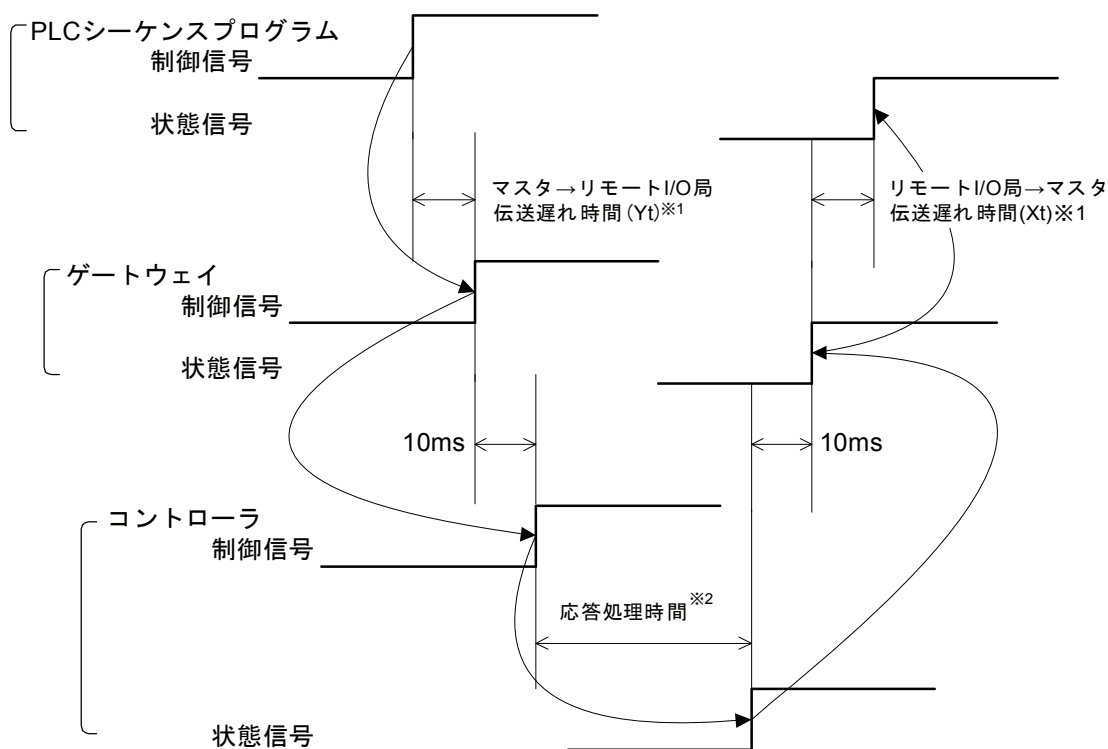 PLCシーケンスプログラム
制御信号
状態信号
マスタ→リモートI/O局
伝送遅れ時間(Yt)※1
リモートI/O局→マスタ
伝送遅れ時間(Xt)※1
ゲートウェイ
制御信号
状態信号
10ms
10ms
コントローラ
制御信号
応答処理時間※2
状態信号